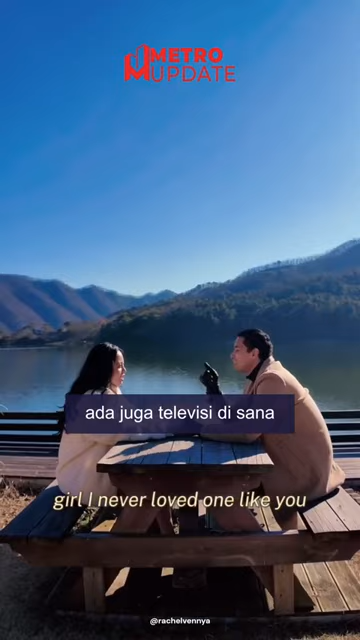 METRO
UPDATE
ada juga televisi di sana
girl I never loved one like you
@rachelvennya